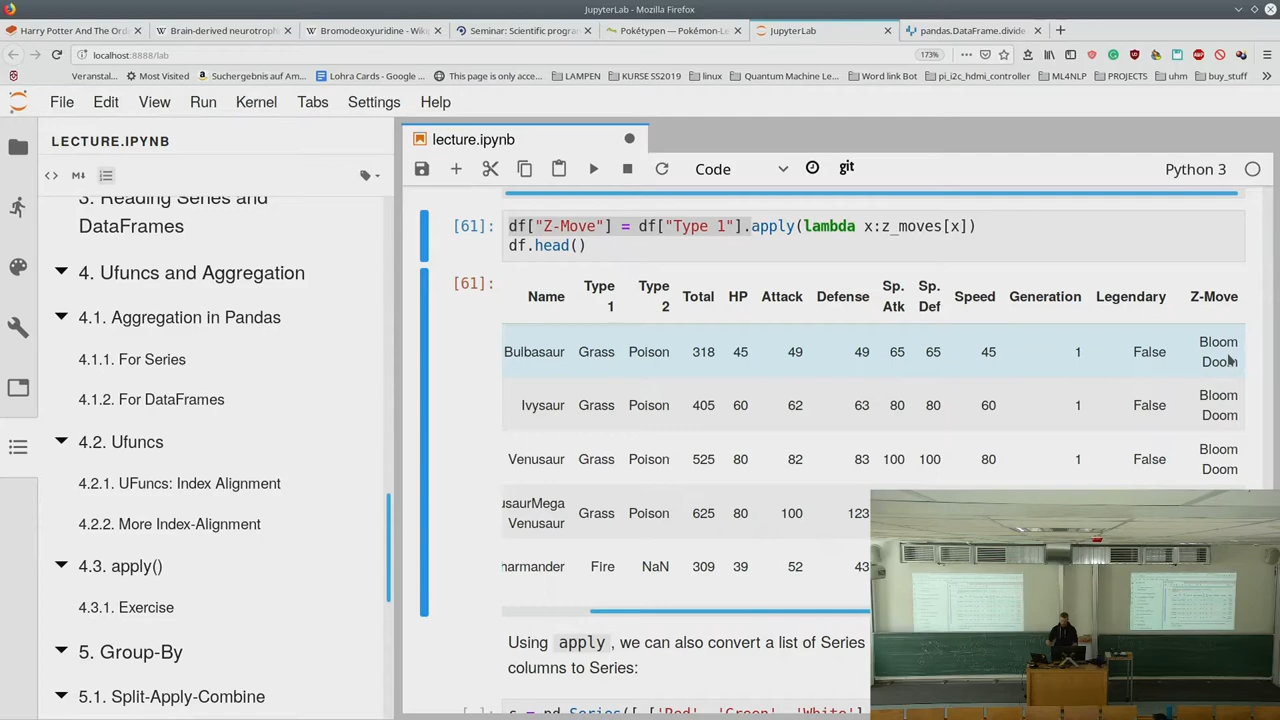 JupyterLab - Mozilla Firefox
Harry Potter And The Ord
Brain-derived neurotroph
Bromodeoxyuridine - Wiki
Seminar: Scientific progra
Pokétypen — Pokémon-Le
JupyterLab
pandas.DataFrame.divide
localhost:8888/lab
173%
Veranstal...
Most Visited
Suchergebnis auf Am...
Lohra Cards - Google ...
This page is only acce...
LAMPEN
KURSE SS2019
linux
Quantum Machine Le...
Word link Bot
pi_i2c_hdmi_controller
ML4NLP
PROJECTS
uhm
buy_stuff
File Edit View Run Kernel Tabs Settings Help
LECTURE.IPYNB
3. Reading Series and
DataFrames
4. Ufuncs and Aggregation
4.1. Aggregation in Pandas
4.1.1. For Series
4.1.2. For DataFrames
4.2. Ufuncs
4.2.1. UFuncs: Index Alignment
4.2.2. More Index-Alignment
4.3. apply()
4.3.1. Exercise
5. Group-By
5.1. Split-Apply-Combine
lecture.ipynb
Code
git
Python 3
[61]: df["Z-Move"] = df["Type 1"].apply(lambda x:z_moves[x])
df.head()
[61]:
Name Type 1 Type 2 Total HP Attack Defense Sp. Atk Sp. Def Speed Generation Legendary Z-Move
Bulbasaur Grass Poison 318 45 49 49 65 65 45 1 False Bloom Doom
Ivysaur Grass Poison 405 60 62 63 80 80 60 1 False Bloom Doom
Venusaur Grass Poison 525 80 82 83 100 100 80 1 False Bloom Doom
usaurMega Venusaur Grass Poison 625 80 100 123
harmander Fire NaN 309 39 52 43
Using apply, we can also convert a list of Series
columns to Series:
[ ]: s = pd.Series([ ['Red', 'Green', 'White']